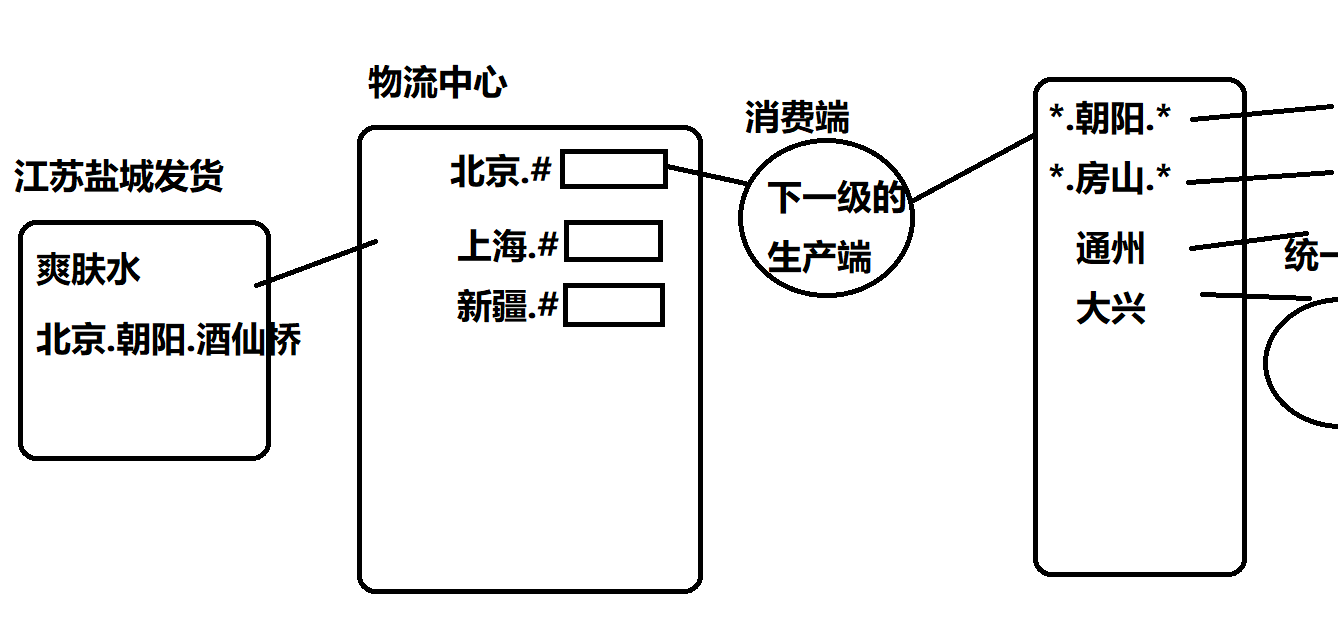 物流中心
消费端
江苏盐城发货
爽肤水
北京.朝阳.酒仙桥
北京.#
上海.#
新疆.#
下一级的
生产端
*.朝阳.*
*.房山.*
通州
大兴
统一